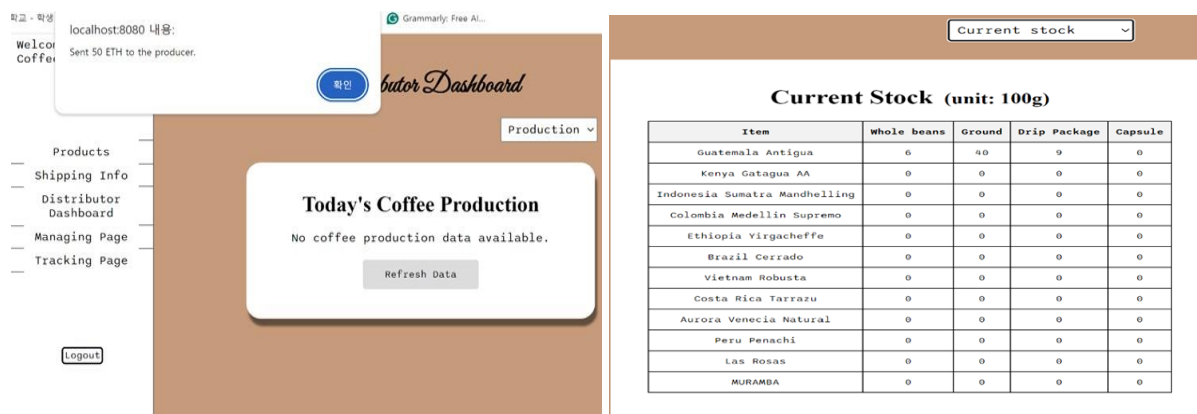 학교 - 학생
Grammarly: Free AI...
localhost:8080 내용:
Sent 50 ETH to the producer.
확인
Welcom
Coffee
butor Dashboard
Production
Products
Shipping Info
Distributor
Dashboard
Managing Page
Tracking Page
Logout
Today's Coffee Production
No coffee production data available.
Refresh Data
Current stock
Current Stock (unit: 100g)
Item Whole beans Ground Drip Package Capsule
Guatemala Antigua 6 40 9 0
Kenya Gatagua AA 0 0 0 0
Indonesia Sumatra Mandhelling 0 0 0 0
Colombia Medellin Supremo 0 0 0 0
Ethiopia Yirgacheffe 0 0 0 0
Brazil Cerrado 0 0 0 0
Vietnam Robusta 0 0 0 0
Costa Rica Tarrazu 0 0 0 0
Aurora Venecia Natural 0 0 0 0
Peru Penachi 0 0 0 0
Las Rosas 0 0 0 0
MURAMBA 0 0 0 0